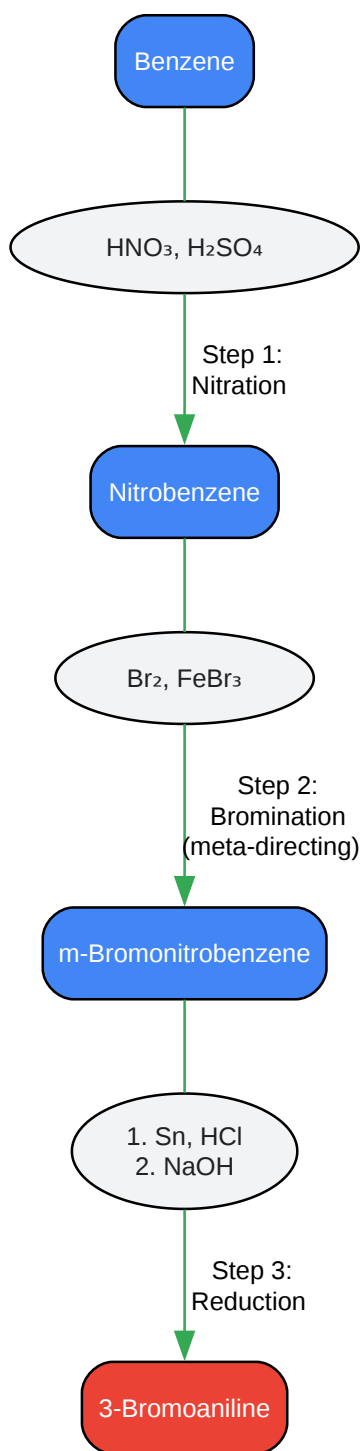 Benzene
HNO₃, H₂SO₄
Step 1:
Nitration
Nitrobenzene
Br₂, FeBr₃
Step 2:
Bromination
(meta-directing)
m-Bromonitrobenzene
1. Sn, HCl
2. NaOH
Step 3:
Reduction
3-Bromoaniline